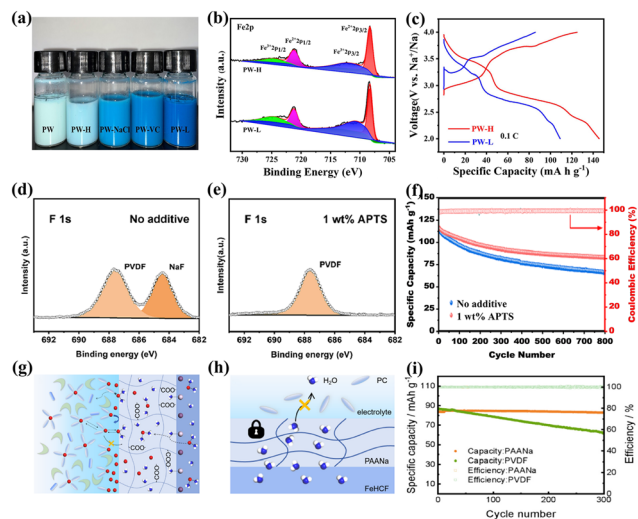 (a)
PW
PW-H
PW-NaCl
PW-VC
PW-L
(b)
Fe2p
Fe³⁺2p1/2
Fe²⁺2p1/2
Fe³⁺2p3/2
Fe²⁺2p3/2
PW-H
PW-L
Intensity (a.u.)
730 725 720 715 710 704
Binding Energy (eV)
(c)
Voltage(V vs. Na⁺/Na)
4.0
3.5
3.0
2.5
2.0
PW-H
PW-L
0.1 C
0 20 40 60 80 100 120 140
Specific Capacity (mA h g⁻¹)
(d)
F 1s
No additive
PVDF
NaF
Intensity(a.u.)
692 690 688 686 684 682
Binding energy (eV)
(e)
F 1s
1 wt% APTS
PVDF
Intensity(a.u.)
692 690 688 686 684 682
Binding energy (eV)
(f)
Specific Capacity (mAh g⁻¹)
150
125
100
75
50
25
0
No additive
1 wt% APTS
100
80
60
40
20
0
Coulombic Efficiency (%)
0 100 200 300 400 500 600 700 800
Cycle Number
(g)
-COO⁻
-COO⁻
-COO⁻
COO⁻
COO⁻
(h)
H₂O
PC
electrolyte
PAANa
FeHCF
(i)
Specific capacity / mAh g⁻¹
110
90
70
50
30
10
Capacity:PAANa
Capacity:PVDF
Efficiency:PAANa
Efficiency:PVDF
100
80
60
40
20
0
Efficiency / %
0 100 200 300
Cycle number